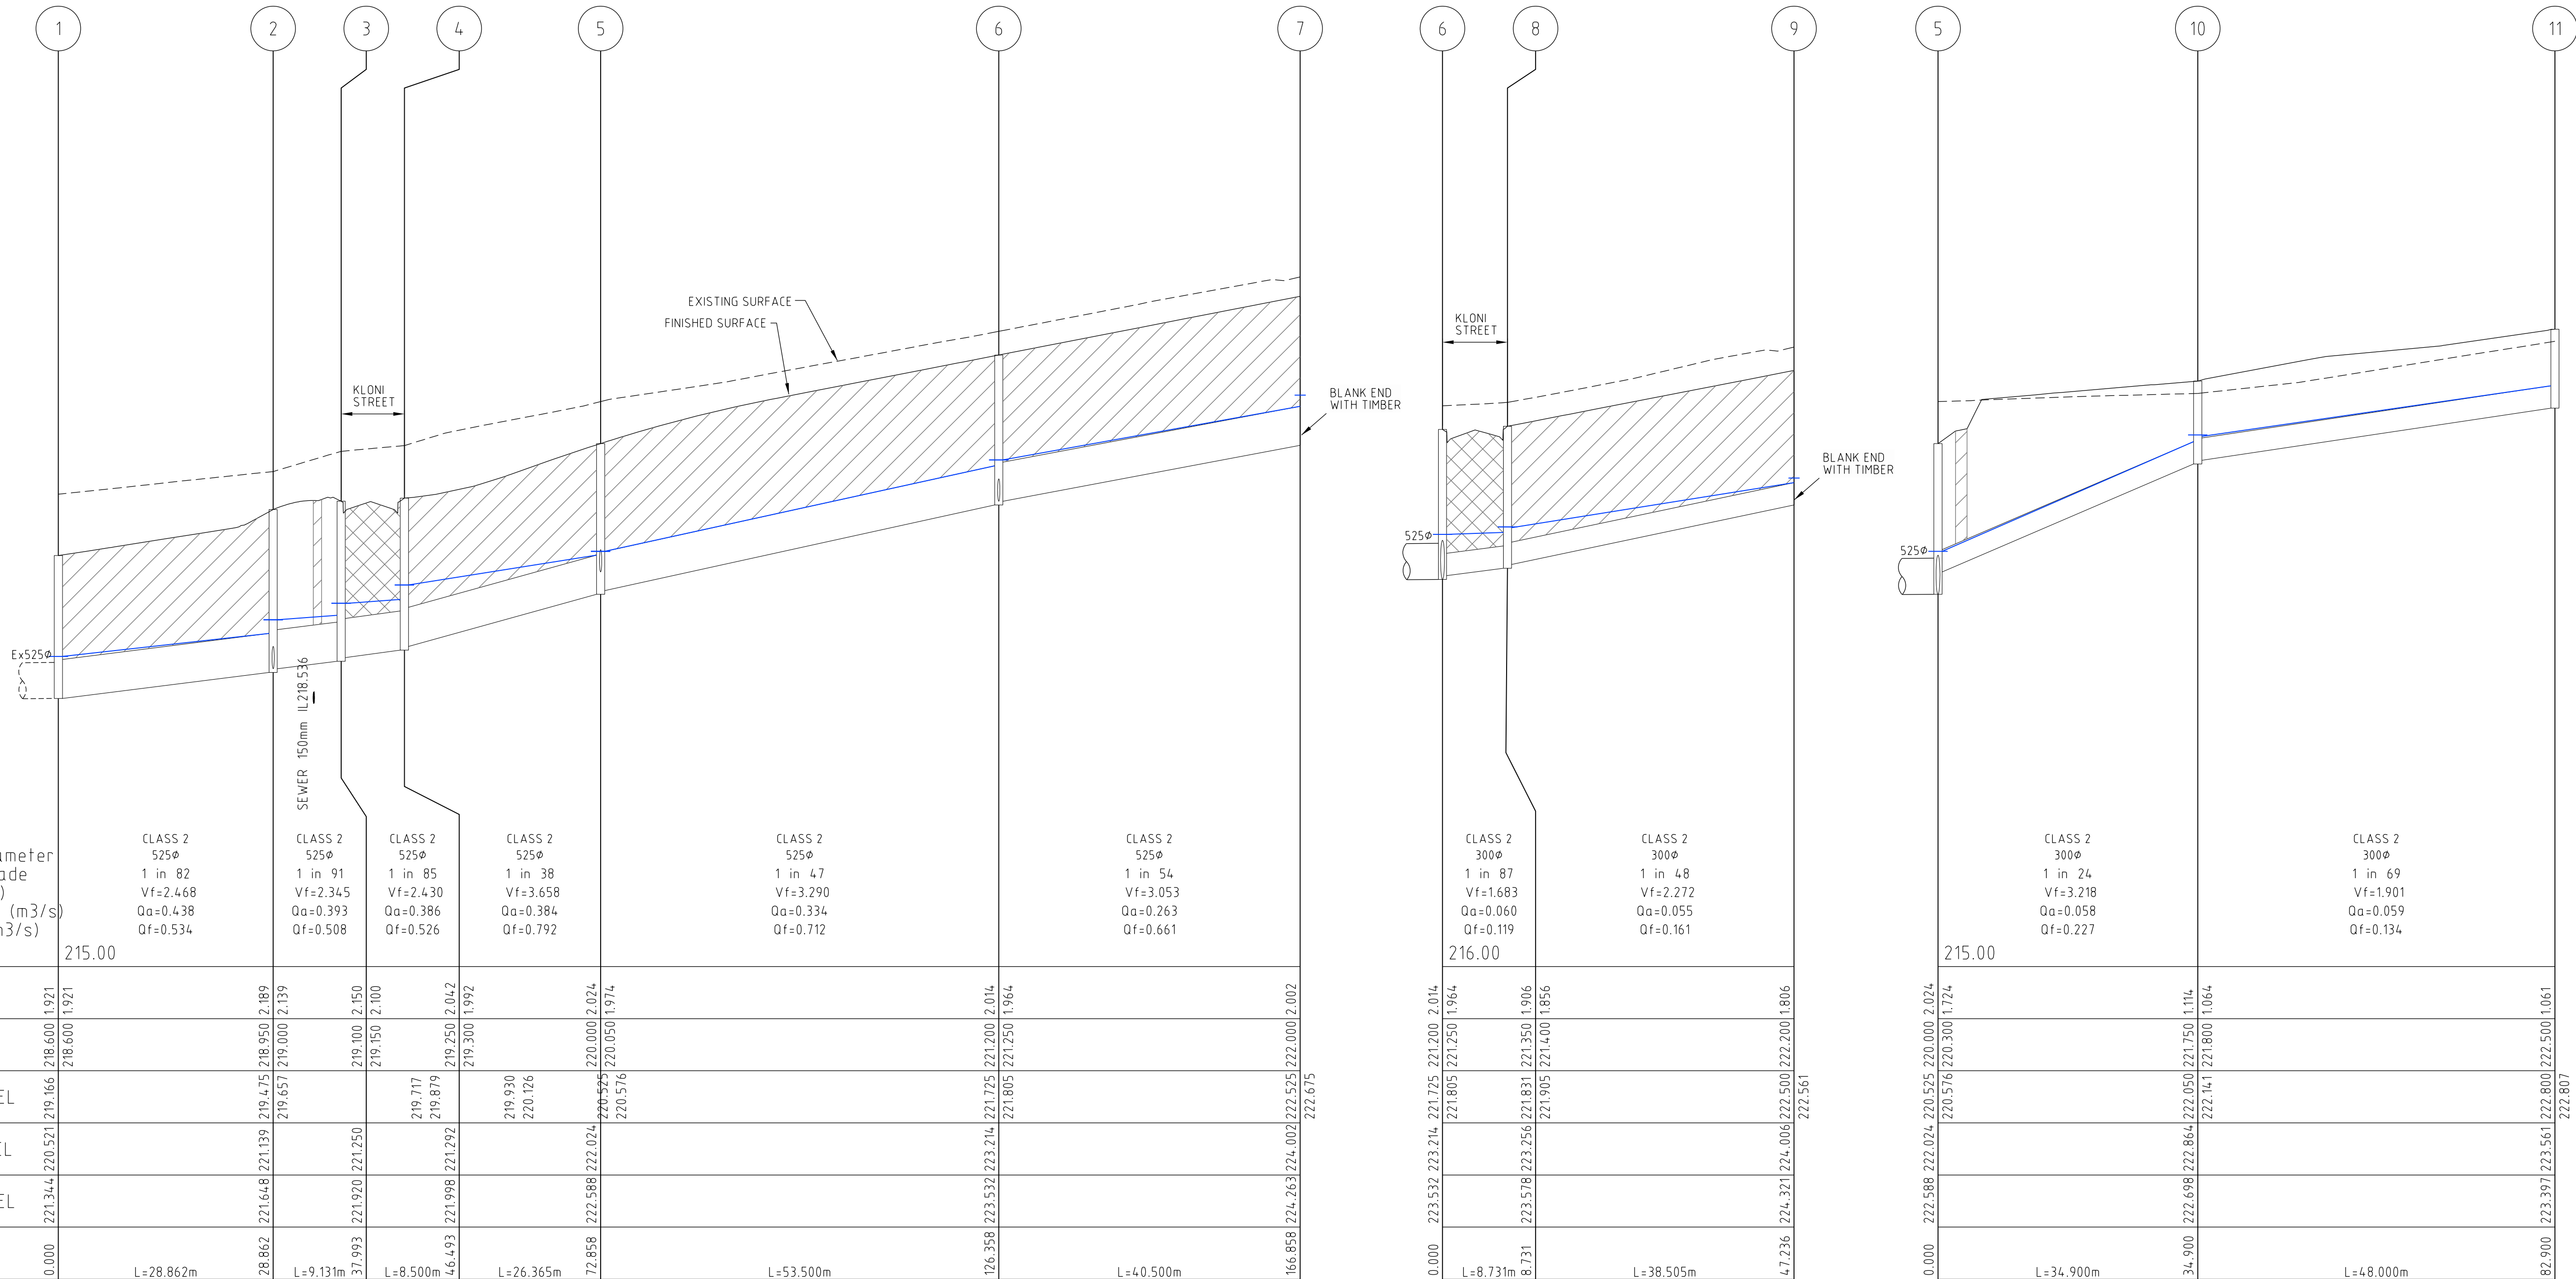 1 2 3 4 5 6 7 6 8 9 5 10 11
EXISTING SURFACE
FINISHED SURFACE
KLONI
STREET
BLANK END
WITH TIMBER
Ex525ø
SEWER 150mm IL218.536
KLONI
STREET
525ø
BLANK END
WITH TIMBER
525ø
CLASS 2 CLASS 2 CLASS 2 CLASS 2 CLASS 2 CLASS 2 CLASS 2 CLASS 2 CLASS 2 CLASS 2
ameter 525ø 525ø 525ø 525ø 525ø 525ø 300ø 300ø 300ø 300ø
ade 1 in 82 1 in 91 1 in 85 1 in 38 1 in 47 1 in 54 1 in 87 1 in 48 1 in 24 1 in 69
) Vf=2.468 Vf=2.345 Vf=2.430 Vf=3.658 Vf=3.290 Vf=3.053 Vf=1.683 Vf=2.272 Vf=3.218 Vf=1.901
(m3/s) Qa=0.438 Qa=0.393 Qa=0.386 Qa=0.384 Qa=0.334 Qa=0.263 Qa=0.060 Qa=0.055 Qa=0.058 Qa=0.059
m3/s) Qf=0.534 Qf=0.508 Qf=0.526 Qf=0.792 Qf=0.712 Qf=0.661 Qf=0.119 Qf=0.161 Qf=0.227 Qf=0.134
215.00 216.00 215.00
1.921 1.921 2.189 2.139 2.150 2.100 2.042 1.992 2.024 1.974 2.014 1.964 2.002 2.014 1.964 1.906 1.856 1.806 2.024 1.724 1.114 1.064 1.061
218.600 218.600 218.950 219.000 219.100 219.150 219.250 219.300 220.000 220.050 221.200 221.250 222.000 221.200 221.250 221.350 221.400 222.200 220.000 220.300 221.750 221.800 222.500
EL 219.166 219.475 219.657 219.717 219.879 219.930 220.126 220.525 220.576 221.725 221.805 222.525 222.675 221.725 221.805 221.831 221.905 222.500 222.561 220.525 220.576 222.050 222.141 222.800 222.807
EL 220.521 221.139 221.250 221.292 222.024 223.214 224.002 223.214 223.256 224.006 222.024 222.864 223.561
EL 221.344 221.648 221.920 221.998 222.588 223.532 224.263 223.532 223.578 224.321 222.588 222.698 223.397
0.000 L=28.862m 28.862 L=9.131m 37.993 L=8.500m 46.493 L=26.365m 72.858 L=53.500m 126.358 L=40.500m 166.858 0.000 L=8.731m 8.731 L=38.505m 47.236 0.000 L=34.900m 34.900 L=48.000m 82.900